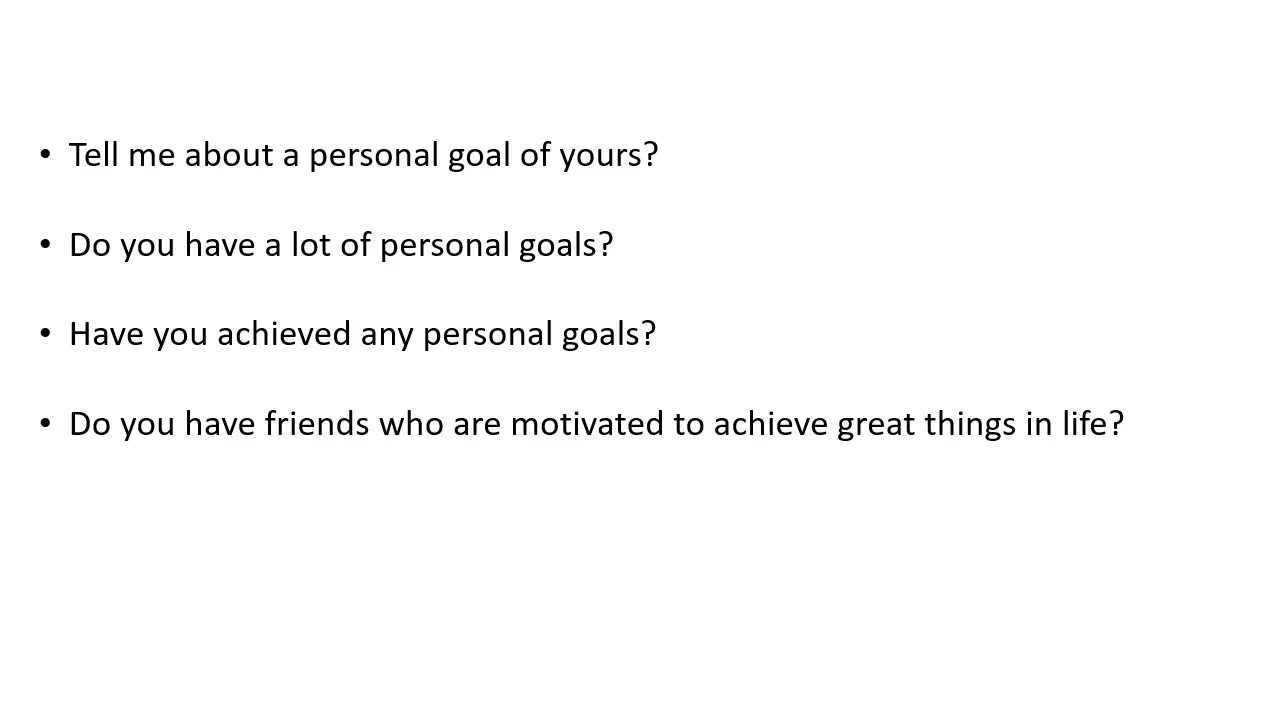 • Tell me about a personal goal of yours?
• Do you have a lot of personal goals?
• Have you achieved any personal goals?
• Do you have friends who are motivated to achieve great things in life?